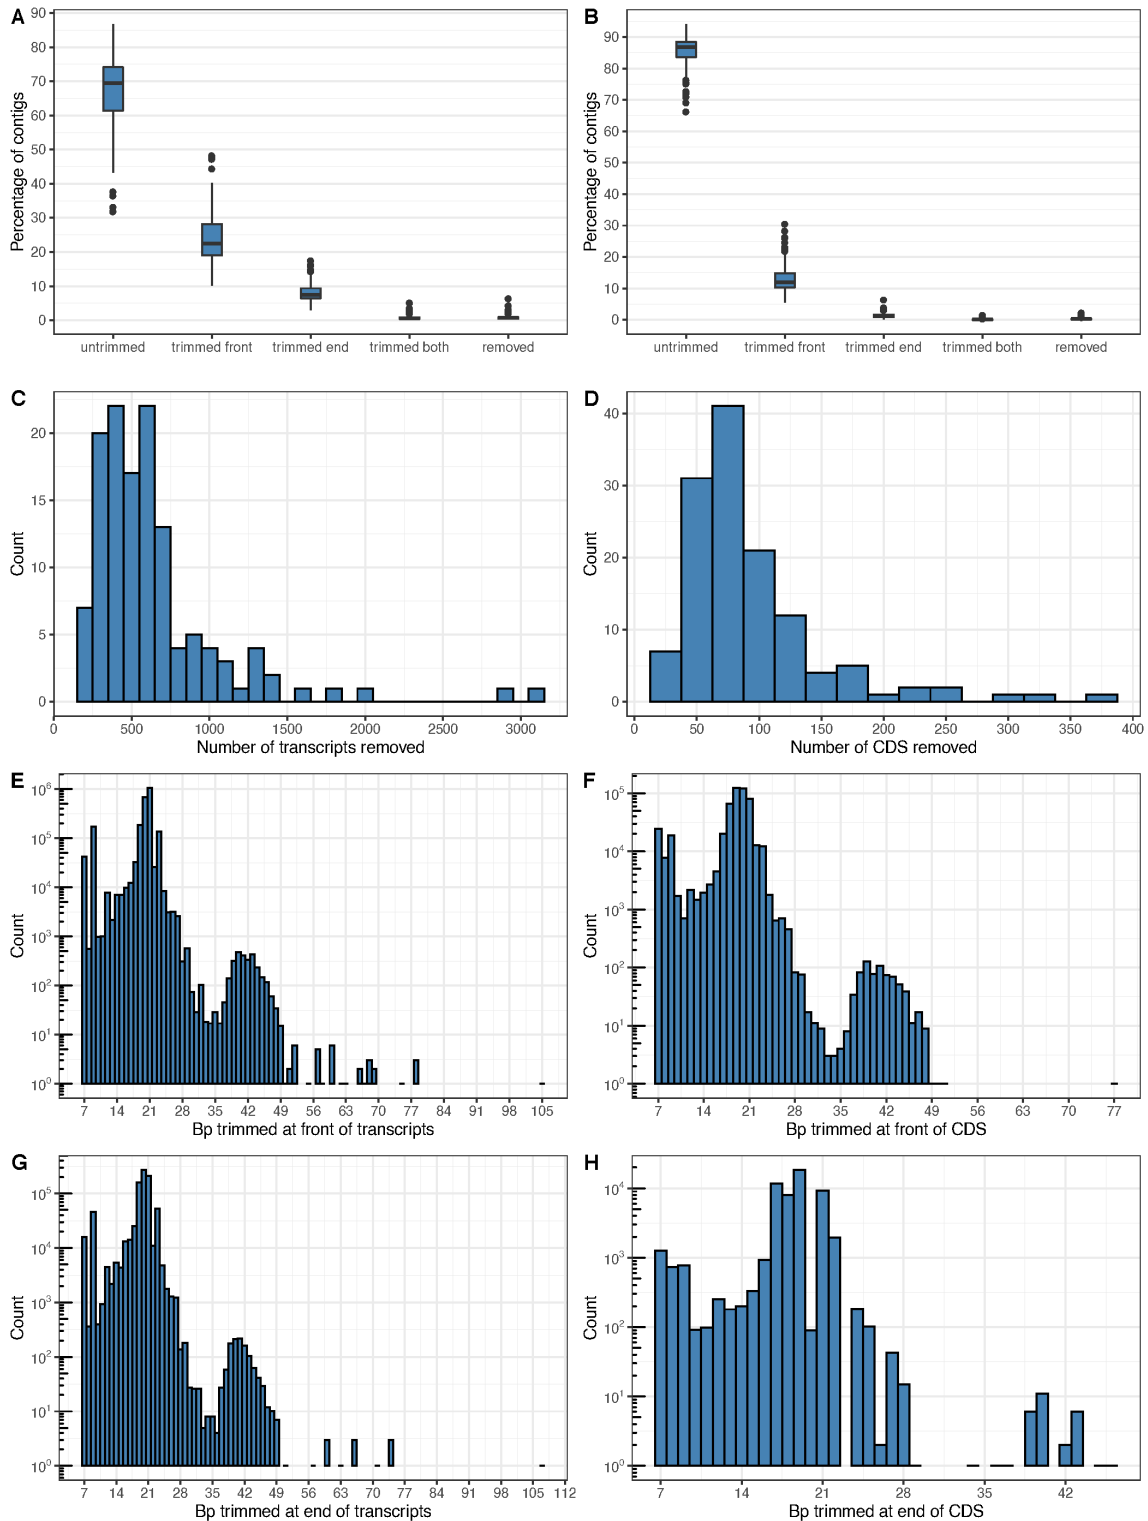 A
90
80
70
60
50
40
30
20
10
0
Percentage of contigs
untrimmed trimmed front trimmed end trimmed both removed
B
90
80
70
60
50
40
30
20
10
0
Percentage of contigs
untrimmed trimmed front trimmed end trimmed both removed
C
20
15
10
5
0
Count
0 500 1000 1500 2000 2500 3000
Number of transcripts removed
D
40
30
20
10
0
Count
0 50 100 150 200 250 300 350 400
Number of CDS removed
E
10^6
10^5
10^4
10^3
10^2
10^1
10^0
Count
7 14 21 28 35 42 49 56 63 70 77 84 91 98 105
Bp trimmed at front of transcripts
F
10^5
10^4
10^3
10^2
10^1
10^0
Count
7 14 21 28 35 42 49 56 63 70 77
Bp trimmed at front of CDS
G
10^5
10^4
10^3
10^2
10^1
10^0
Count
7 14 21 28 35 42 49 56 63 70 77 84 91 98 105 112
Bp trimmed at end of transcripts
H
10^4
10^3
10^2
10^1
10^0
Count
7 14 21 28 35 42
Bp trimmed at end of CDS